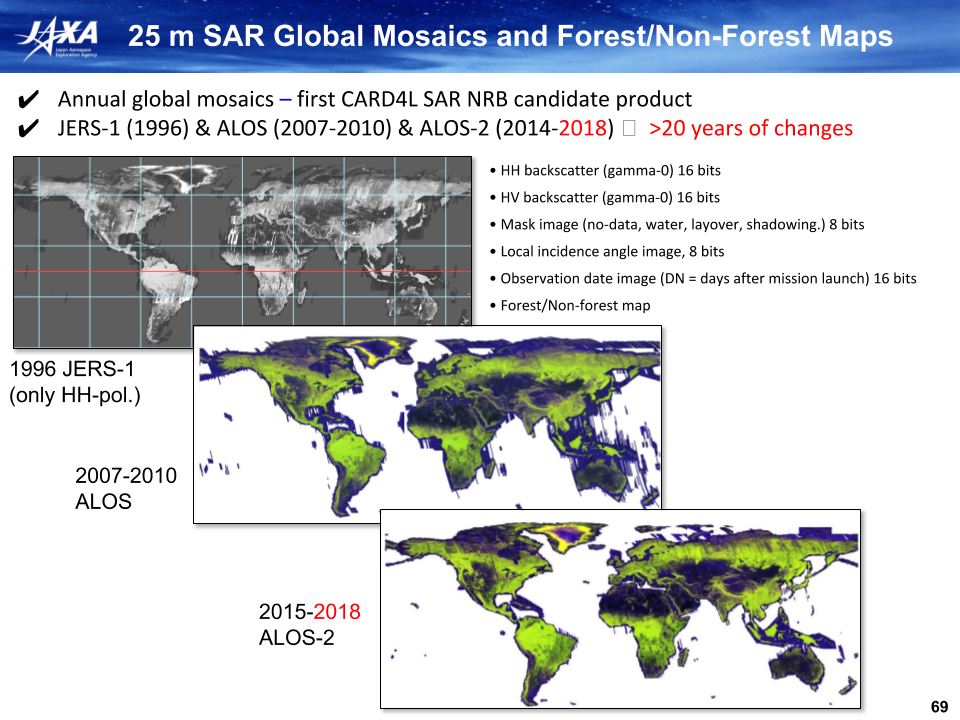 JAXA
Japan Aerospace
Exploration Agency
25 m SAR Global Mosaics and Forest/Non-Forest Maps
✔ Annual global mosaics – first CARD4L SAR NRB candidate product
✔ JERS-1 (1996) & ALOS (2007-2010) & ALOS-2 (2014-2018) >20 years of changes
• HH backscatter (gamma-0) 16 bits
• HV backscatter (gamma-0) 16 bits
• Mask image (no-data, water, layover, shadowing.) 8 bits
• Local incidence angle image, 8 bits
• Observation date image (DN = days after mission launch) 16 bits
• Forest/Non-forest map
1996 JERS-1
(only HH-pol.)
2007-2010
ALOS
2015-2018
ALOS-2
69